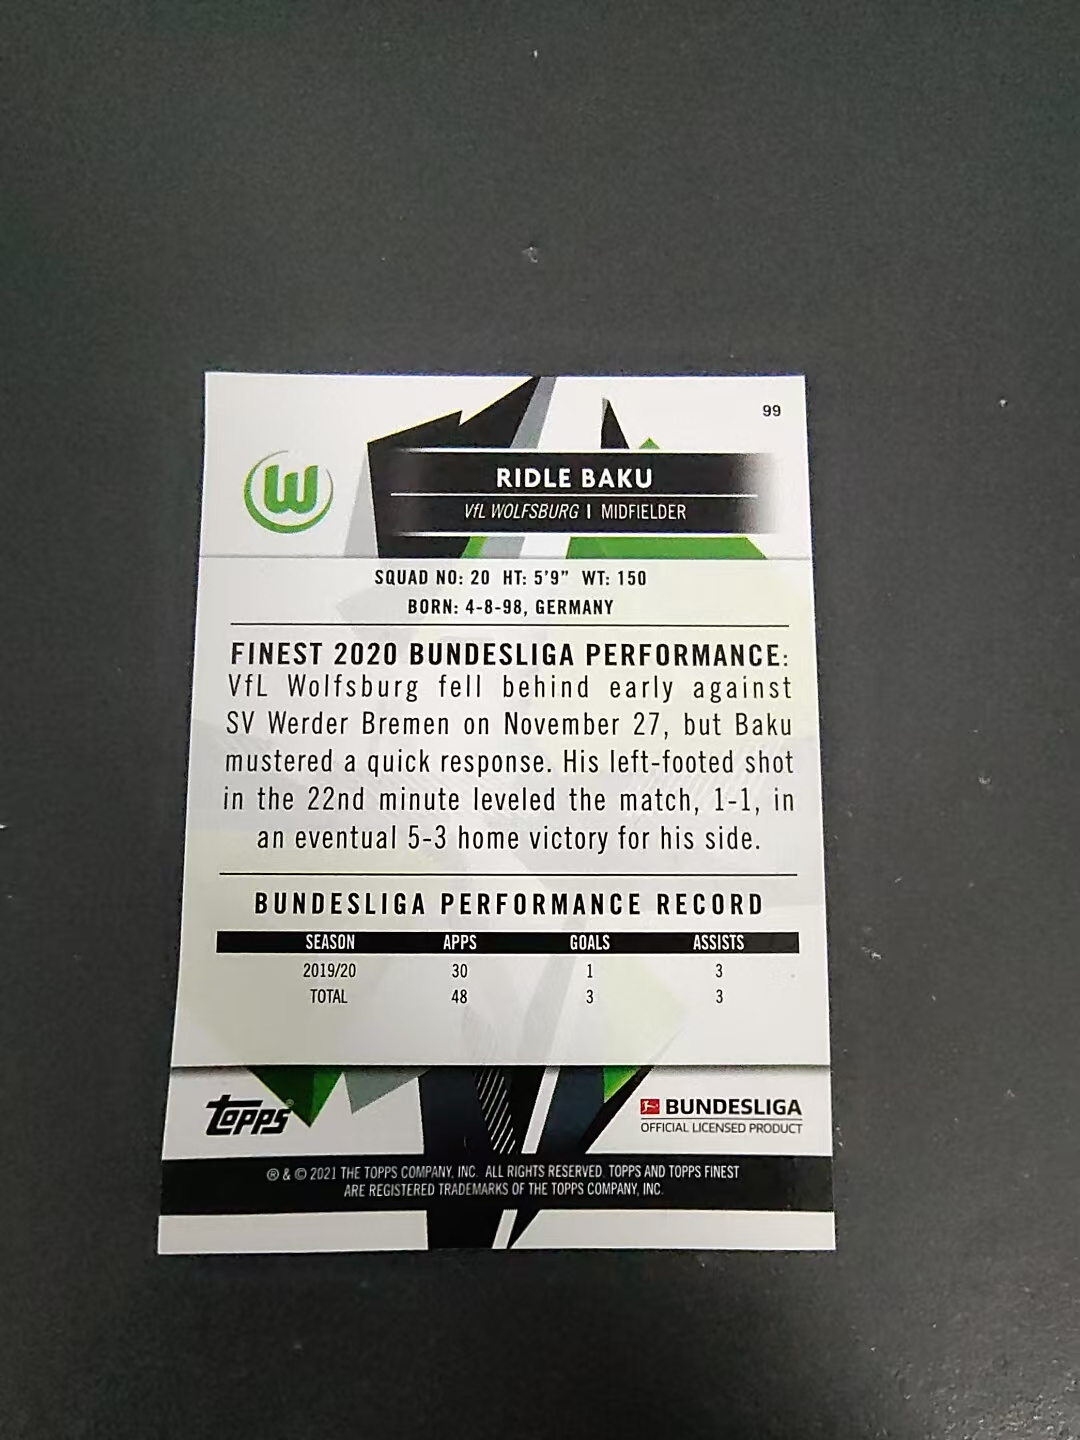 99
W
RIDLE BAKU
VfL WOLFSBURG | MIDFIELDER
SQUAD NO: 20 HT: 5'9" WT: 150
BORN: 4-8-98, GERMANY
FINEST 2020 BUNDESLIGA PERFORMANCE:
VfL Wolfsburg fell behind early against
SV Werder Bremen on November 27, but Baku
mustered a quick response. His left-footed shot
in the 22nd minute leveled the match, 1-1, in
an eventual 5-3 home victory for his side.
BUNDESLIGA PERFORMANCE RECORD
SEASON APPS GOALS ASSISTS
2019/20 30 1 3
TOTAL 48 3 3
topps®
BUNDESLIGA
OFFICIAL LICENSED PRODUCT
® & © 2021 THE TOPPS COMPANY, INC. ALL RIGHTS RESERVED. TOPPS AND TOPPS FINEST
ARE REGISTERED TRADEMARKS OF THE TOPPS COMPANY, INC.